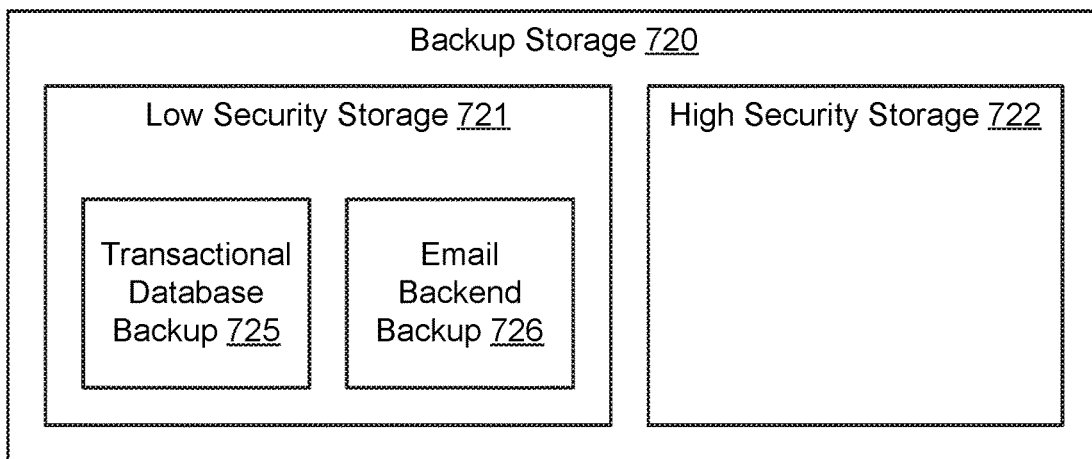 Backup Storage 720
Low Security Storage 721
High Security Storage 722
Transactional
Database
Backup 725
Email
Backend
Backup 726